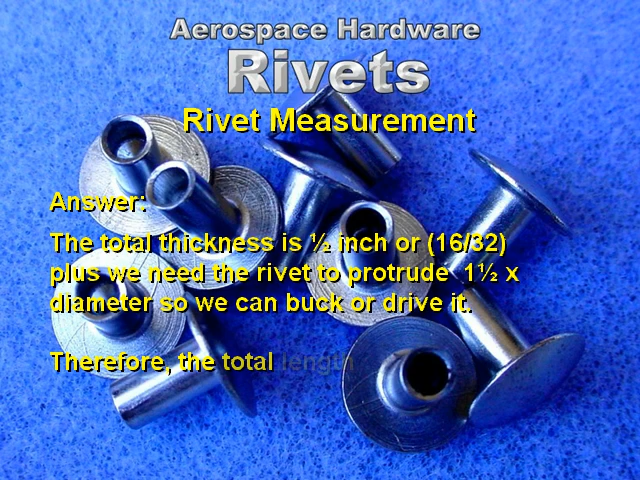 Aerospace Hardware
Rivets
Rivet Measurement
Answer:
The total thickness is ½ inch or (16/32)
plus we need the rivet to protrude 1½ x
diameter so we can buck or drive it.
Therefore, the total length